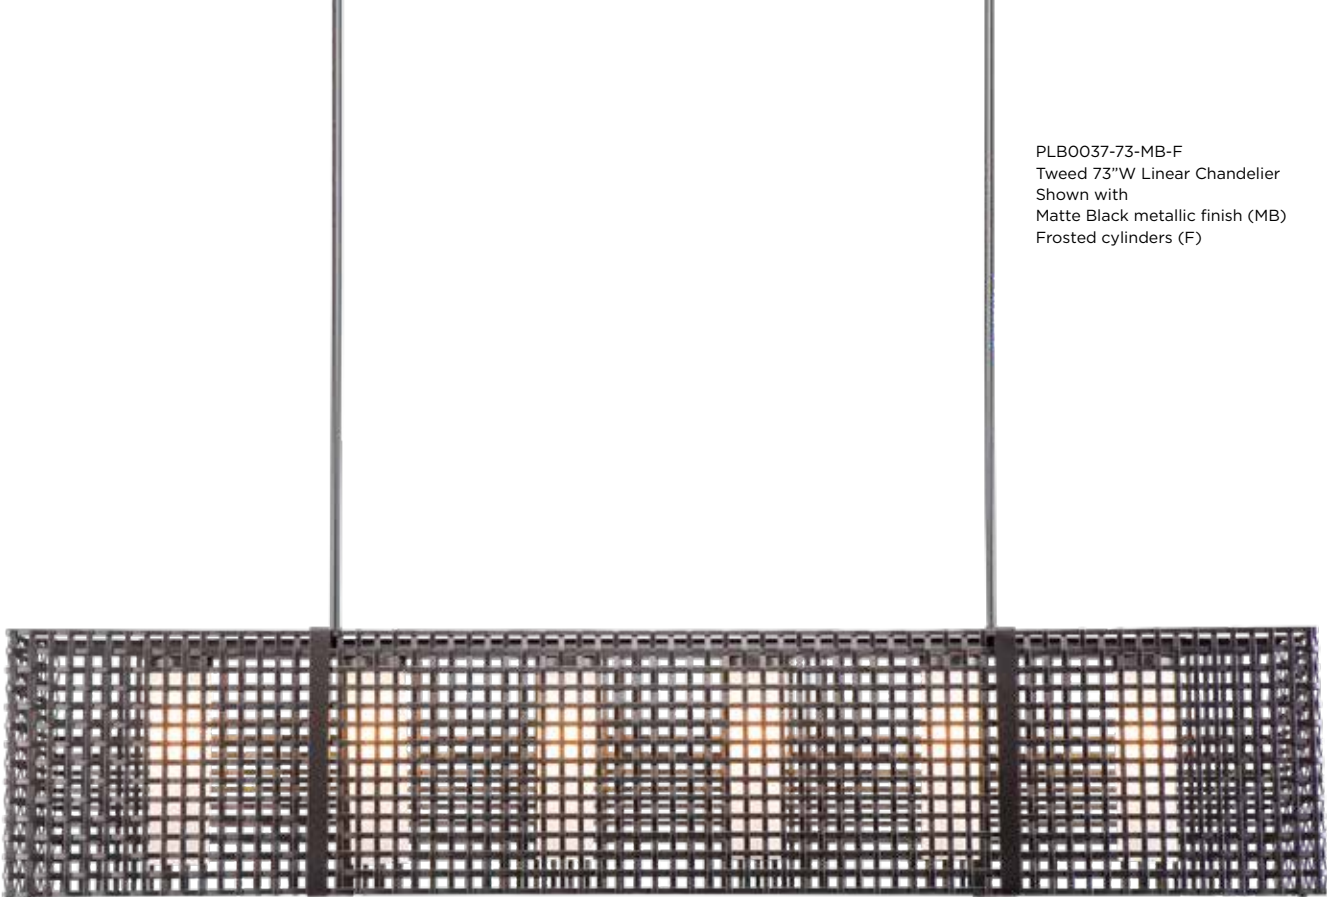 PLB0037-73-MB-F
Tweed 73”W Linear Chandelier
Shown with
Matte Black metallic finish (MB)
Frosted cylinders (F)